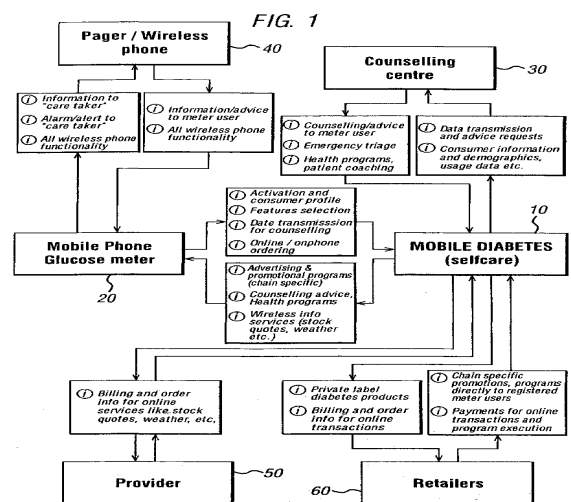 FIG. 1
Pager / Wireless
phone
40
Counselling
centre
30
Information to
"care taker"
Alarm/alert to
"care taker"
All wireless phone
functionality
Information/advice
to meter user
All wireless phone
functionality
Counselling/advice
to meter user
Emergency triage
Health programs,
patient coaching
Data transmission
and advice requests
Consumer information
and demographics,
usage data etc.
Activation and
consumer profile
Features selection
Date transmisssion
for counselling
Online / onphone
ordering
Mobile Phone
Glucose meter
20
10
MOBILE DIABETES
(selfcare)
Advertising &
promotional programs
(chain specific)
Counselling advice,
Health programs
Wireless info
services (stock
quotes, weather
etc.)
Billing and order
info for online
services like stock
quotes, weather, etc,
Private label
diabetes products
Billing and order
info for online
transactions
Chain specific
promotions, programs
directly to registered
meter users
Payments for online
transactions and
program execution
Provider
50
60
Retailers